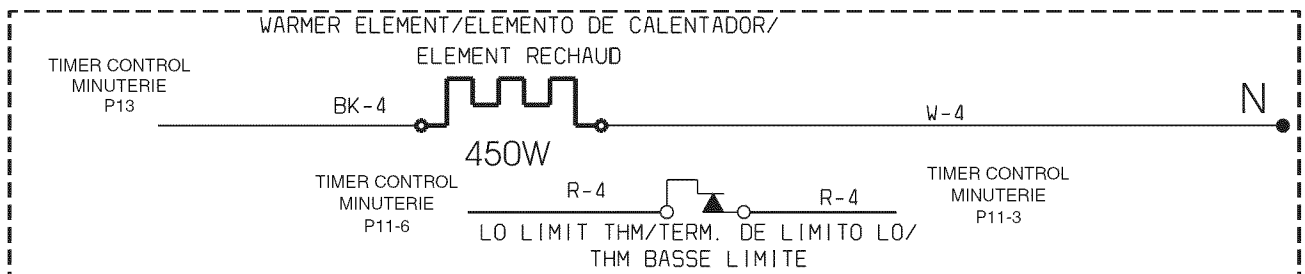 WARMER ELEMENT/ELEMENTO DE CALENTADOR/
ELEMENT RECHAUD
TIMER CONTROL
MINUTERIE
P13
BK-4
W-4
N
450W
TIMER CONTROL
MINUTERIE
P11-6
R-4
R-4
TIMER CONTROL
MINUTERIE
P11-3
LO LIMIT THM/TERM. DE LIMITO LO/
THM BASSE LIMITE